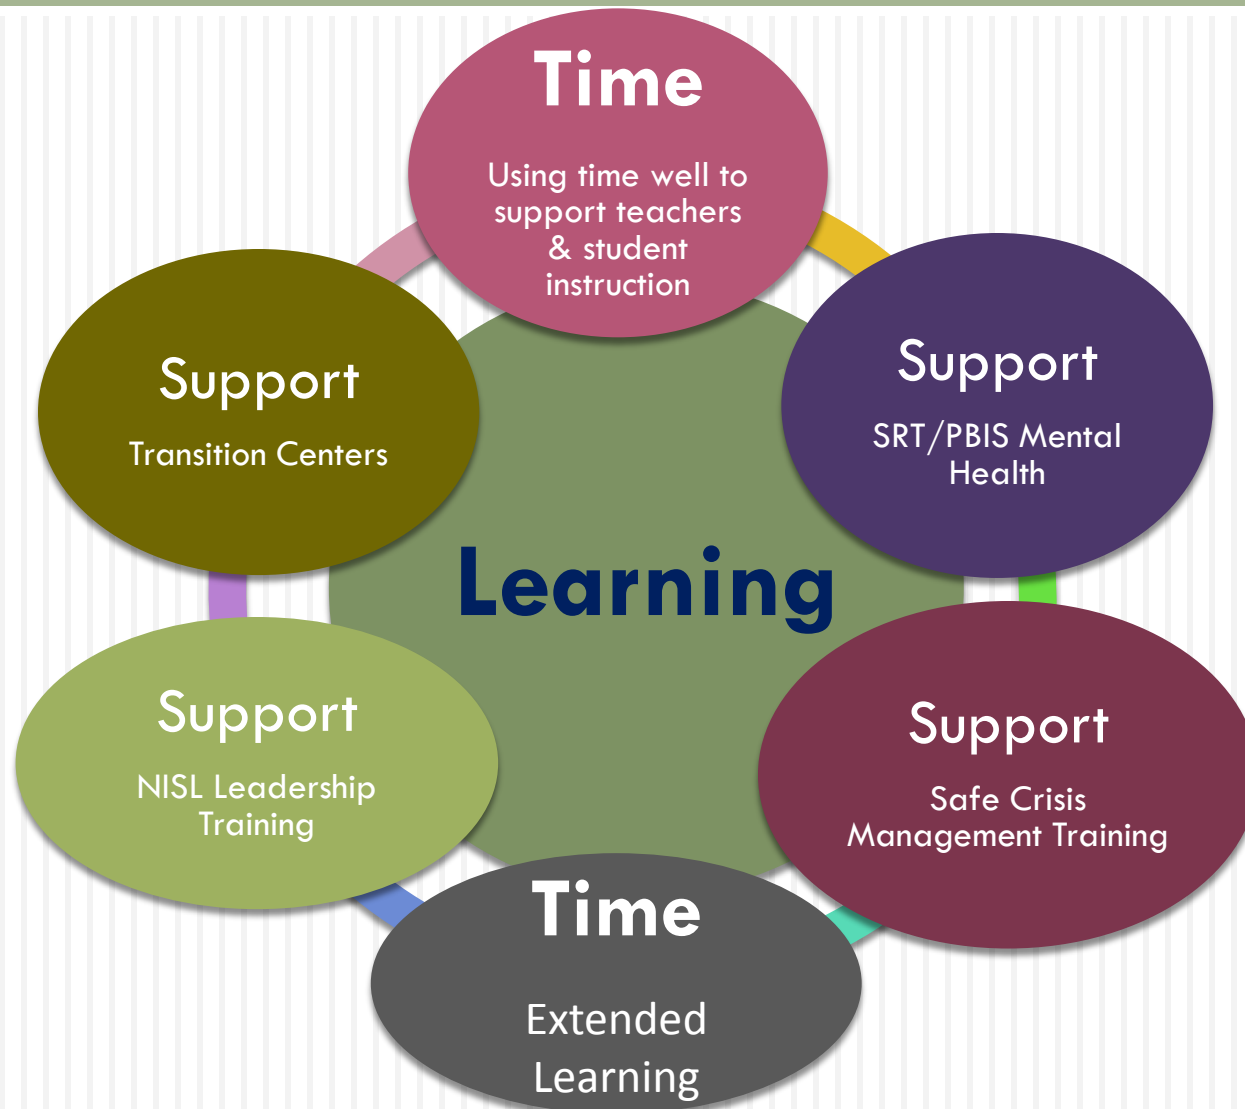 Time
Using time well to
support teachers
& student
instruction
Support
SRT/PBIS Mental
Health
Support
Safe Crisis
Management Training
Time
Extended
Learning
Support
NISL Leadership
Training
Support
Transition Centers
Learning